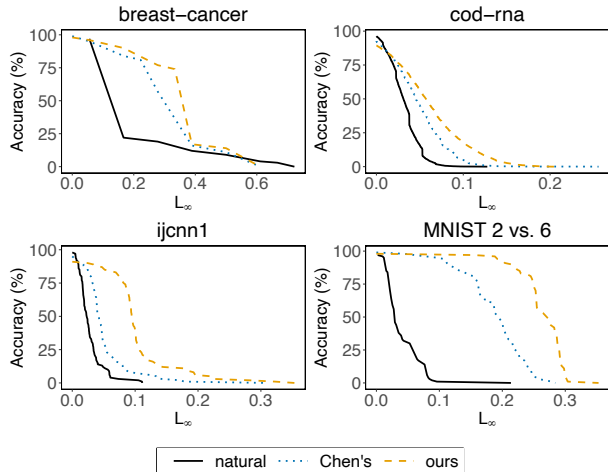 breast−cancer
cod−rna
Accuracy (%)
100
75
50
25
0
0.0
0.2
0.4
0.6
L∞
Accuracy (%)
100
75
50
25
0
0.0
0.1
0.2
L∞
ijcnn1
MNIST 2 vs. 6
Accuracy (%)
100
75
50
25
0
0.0
0.1
0.2
0.3
L∞
Accuracy (%)
100
75
50
25
0
0.0
0.1
0.2
0.3
L∞
natural
Chen's
ours